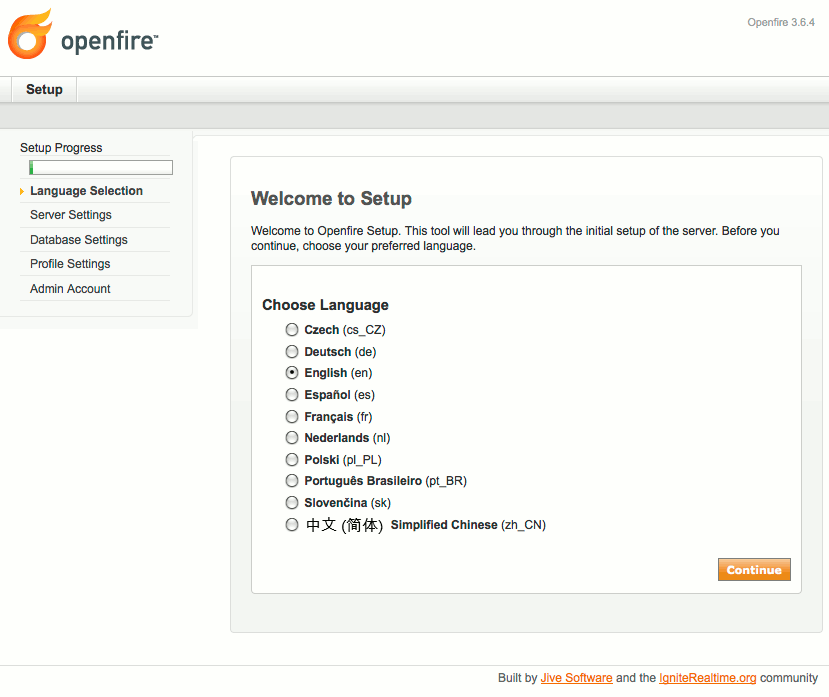 openfire™
Openfire 3.6.4
Setup
Setup Progress
Language Selection
Server Settings
Database Settings
Profile Settings
Admin Account
Welcome to Setup
Welcome to Openfire Setup. This tool will lead you through the initial setup of the server. Before you
continue, choose your preferred language.
Choose Language
Czech (cs_CZ)
Deutsch (de)
English (en)
Español (es)
Français (fr)
Nederlands (nl)
Polski (pl_PL)
Português Brasileiro (pt_BR)
Slovenčina (sk)
中文 (简体) Simplified Chinese (zh_CN)
Continue
Built by Jive Software and the IgniteRealtime.org community